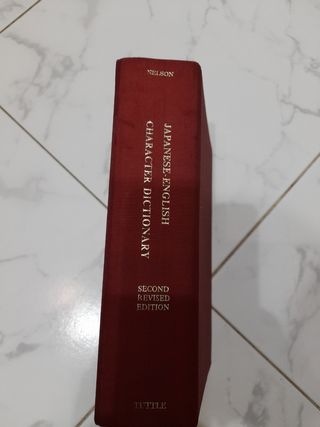 NELSON
JAPANESE-ENGLISH
CHARACTER DICTIONARY
SECOND
REVISED
EDITION
TUTTLE